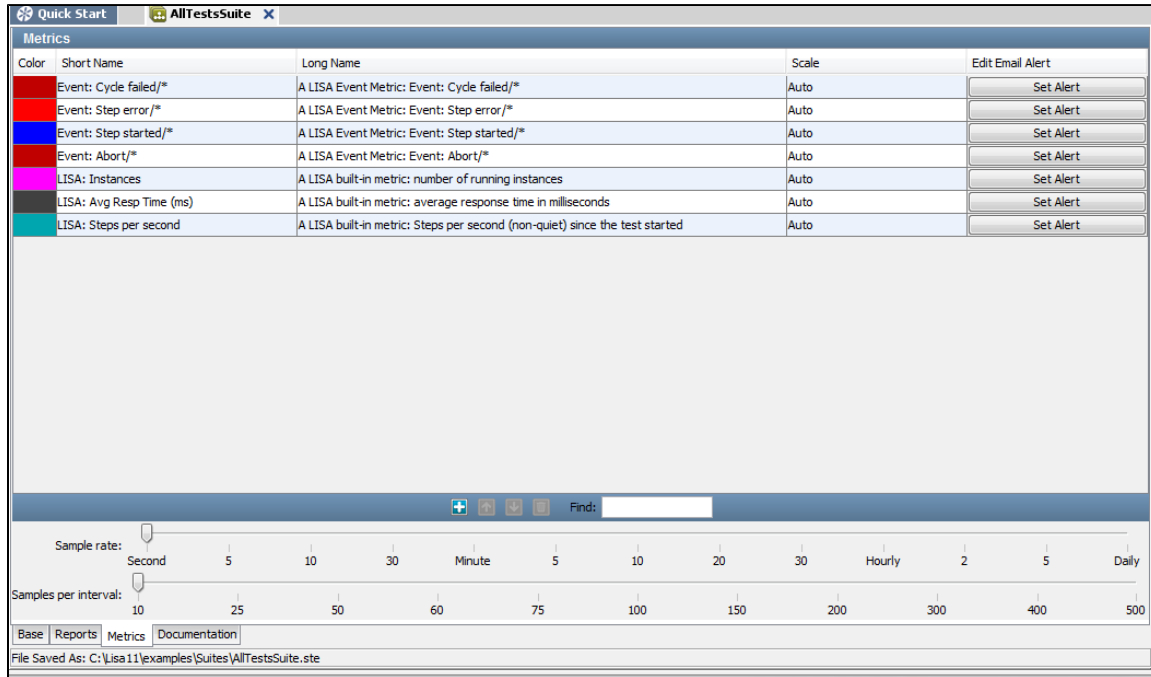 Quick Start AllTestsSuite X
Metrics
Color Short Name Long Name Scale Edit Email Alert
Event: Cycle failed/* A LISA Event Metric: Event: Cycle failed/* Auto Set Alert
Event: Step error/* A LISA Event Metric: Event: Step error/* Auto Set Alert
Event: Step started/* A LISA Event Metric: Event: Step started/* Auto Set Alert
Event: Abort/* A LISA Event Metric: Event: Abort/* Auto Set Alert
LISA: Instances A LISA built-in metric: number of running instances Auto Set Alert
LISA: Avg Resp Time (ms) A LISA built-in metric: average response time in milliseconds Auto Set Alert
LISA: Steps per second A LISA built-in metric: Steps per second (non-quiet) since the test started Auto Set Alert
Find:
Sample rate:
Second 5 10 30 Minute 5 10 20 30 Hourly 2 5 Daily
Samples per interval:
10 25 50 60 75 100 150 200 300 400 500
Base Reports Metrics Documentation
File Saved As: C:\Lisa11\examples\Suites\AllTestsSuite.ste